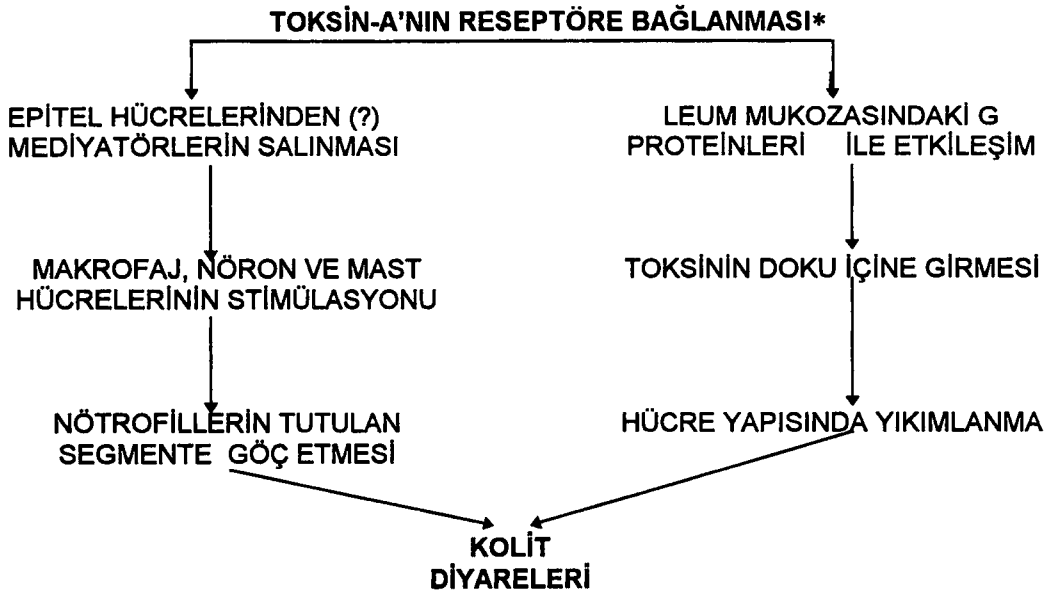 TOKSİN-A'NIN RESEPTÖRE BAĞLANMASI*
EPİTEL HÜCRELERİNDEN (?)
MEDİYATÖRLERİN SALINMASI
LEUM MUKOZASINDAKİ G
PROTEİNLERİ İLE ETKİLEŞİM
MAKROFAJ, NÖRON VE MAST
HÜCRELERİNİN STİMÜLASYONU
TOKSİNİN DOKU İÇİNE GİRMESİ
NÖTROFİLLERİN TUTULAN
SEGMENTE GÖÇ ETMESİ
HÜCRE YAPISINDA YIKIMLANMA
KOLİT
DİYARELERİ